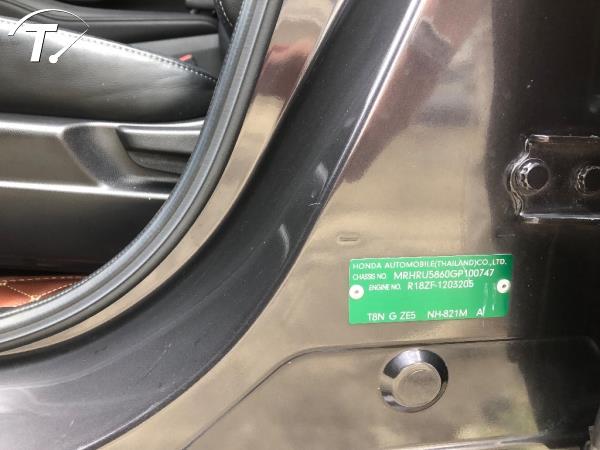 T
HONDA AUTOMOBILE(THAILAND)CO.,LTD.
CHASSIS NO. MRHRU5860GP100747
ENGINE NO. R18ZF-1203205
T8N G ZE5 NH-821M A